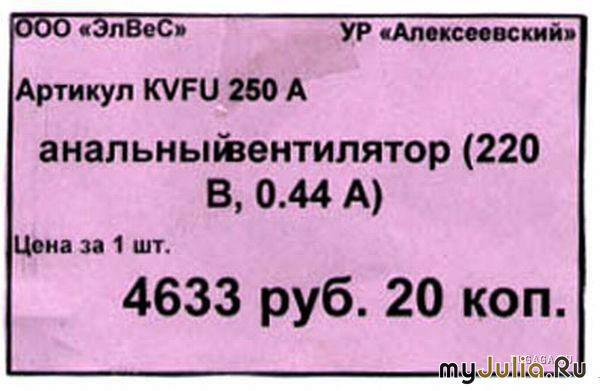 ООО «ЭлВеС» УР «Алексеевский»
Артикул KVFU 250 A
анальныйвентилятор (220
В, 0.44 А)
Цена за 1 шт.
4633 руб. 20 коп.
myJulia.Ru